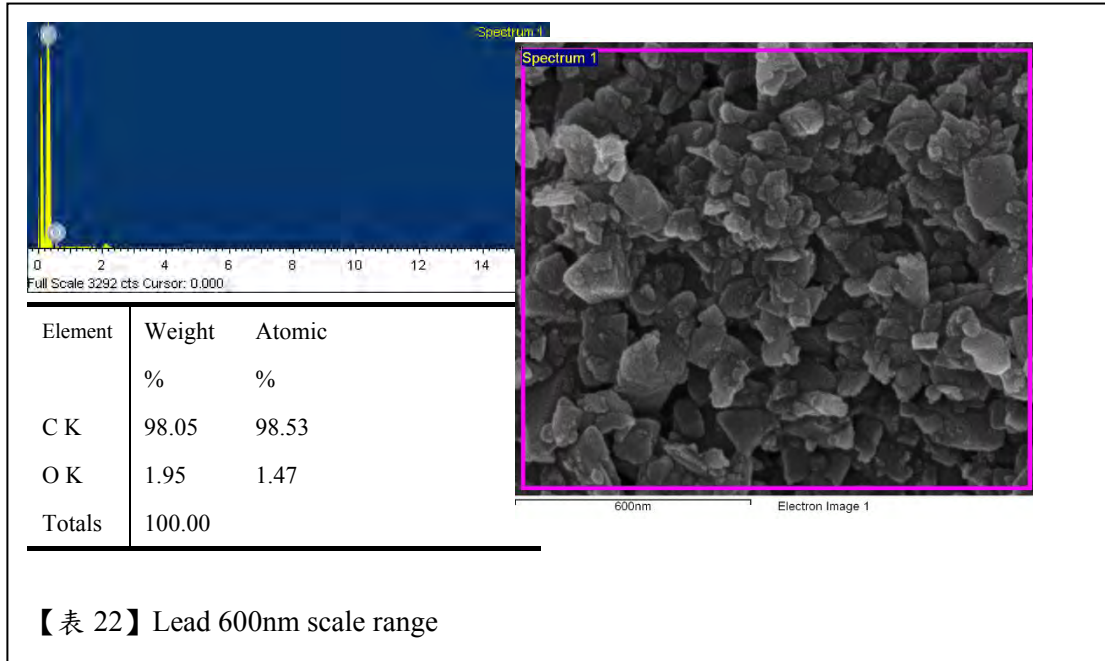 Spectrum 1
0 2 4 6 8 10 12 14
Full Scale 3292 cts Cursor: 0.000
Spectrum 1
600nm Electron Image 1
Element Weight Atomic
% %
C K 98.05 98.53
O K 1.95 1.47
Totals 100.00
【表 22】Lead 600nm scale range